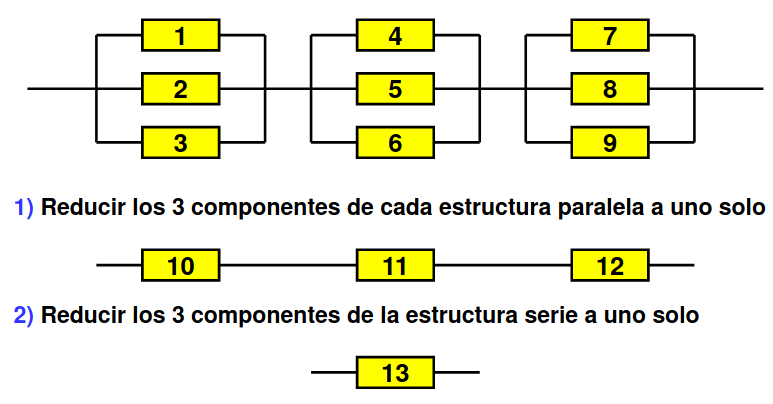 1 4 7
2 5 8
3 6 9
1) Reducir los 3 componentes de cada estructura paralela a uno solo
10 11 12
2) Reducir los 3 componentes de la estructura serie a uno solo
13